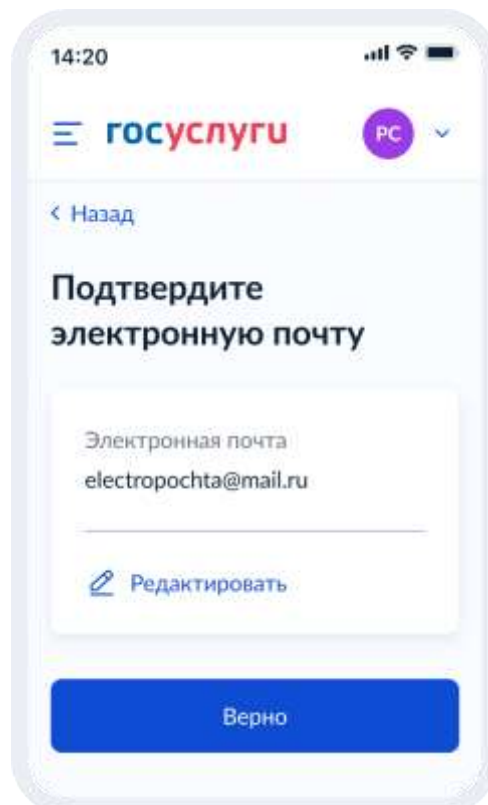 14:20
госуслуги
РС
Назад
Подтвердите
электронную почту
Электронная почта
electropochta@mail.ru
Редактировать
Верно